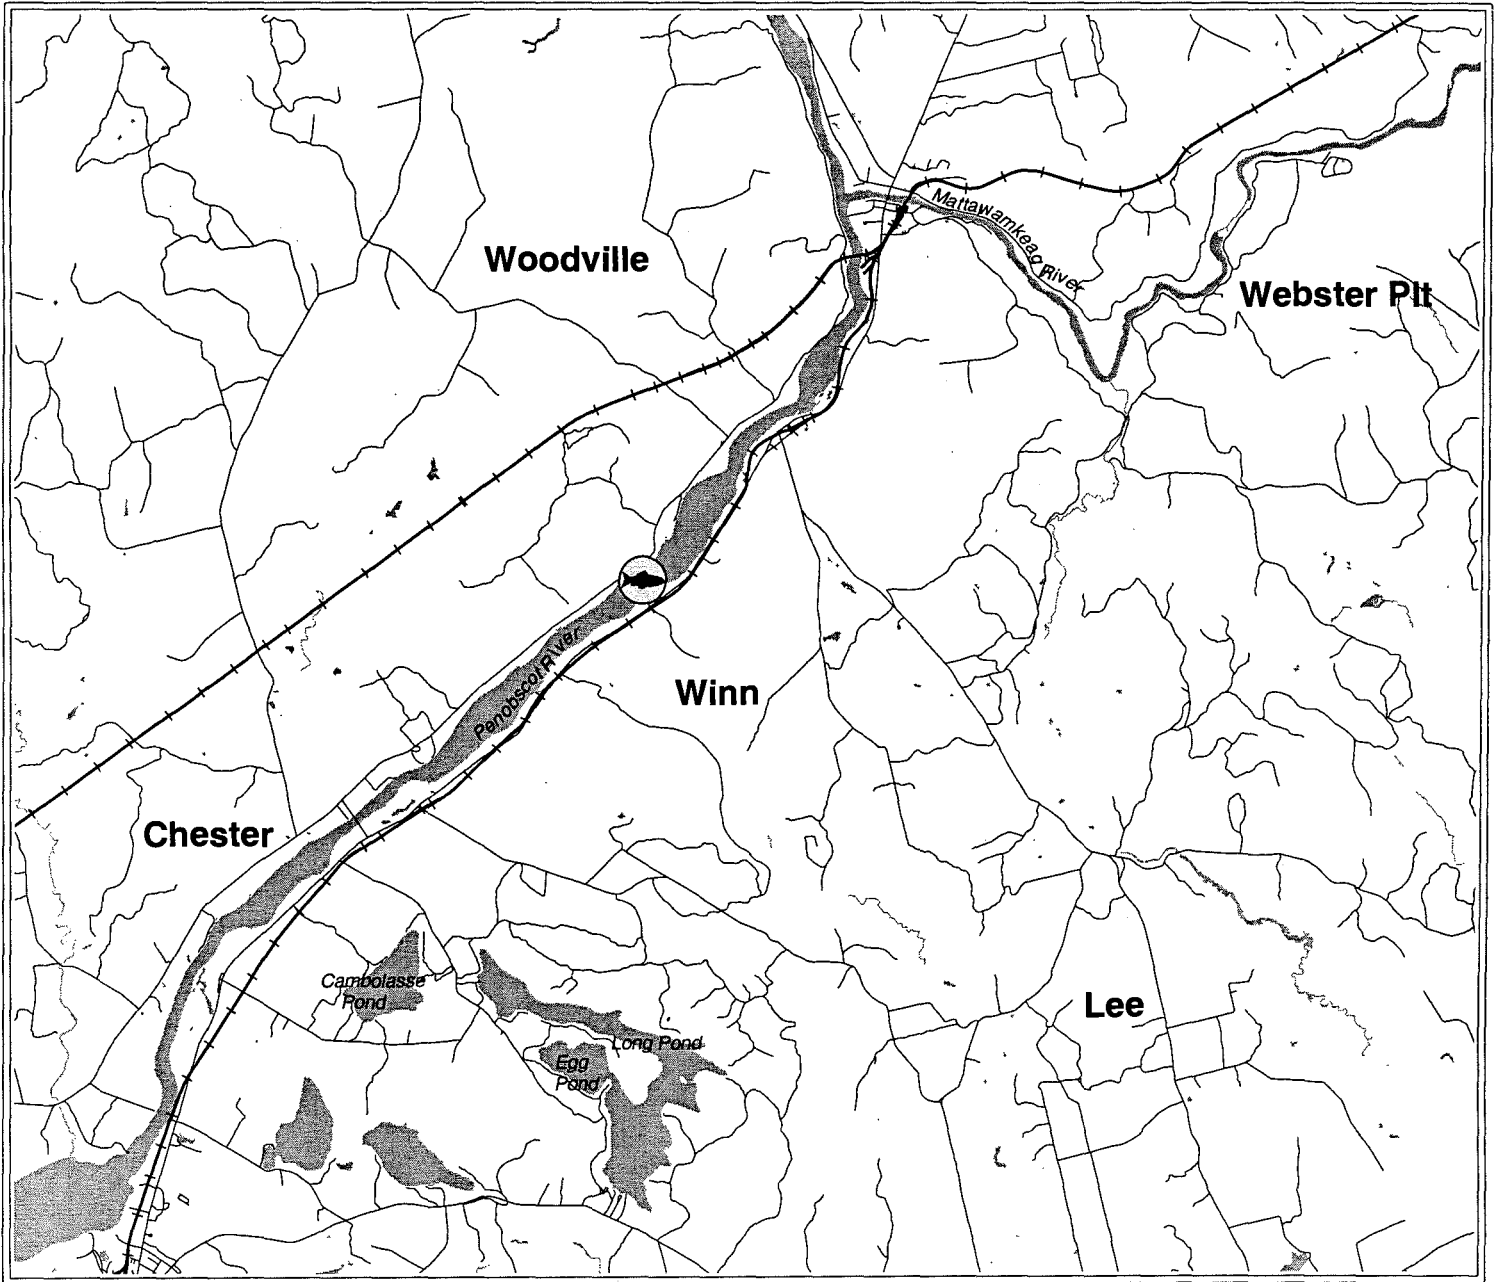 Mattawamkeag River
Woodville
Webster Plt
Penobscot River
Winn
Chester
Cambolasse
Pond
Lee
Long Pond
Egg
Pond